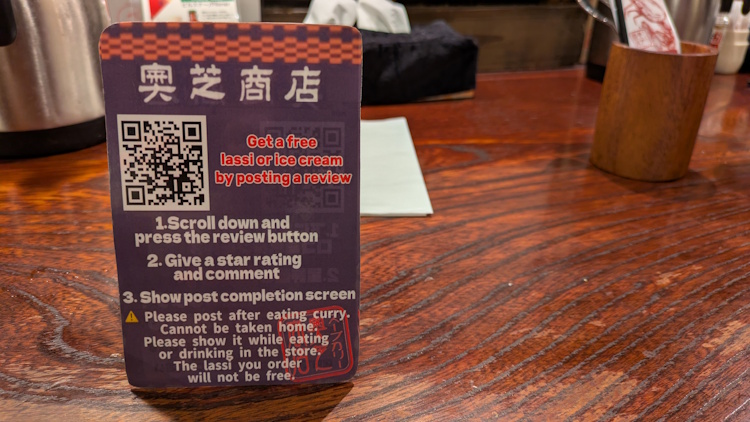 奥芝商店
Get a free
lassi or ice cream
by posting a review
1.Scroll down and
press the review button
2. Give a star rating
and comment
3. Show post completion screen
Please post after eating curry.
Cannot be taken home.
Please show it while eating
or drinking in the store.
The lassi you order
will not be free.